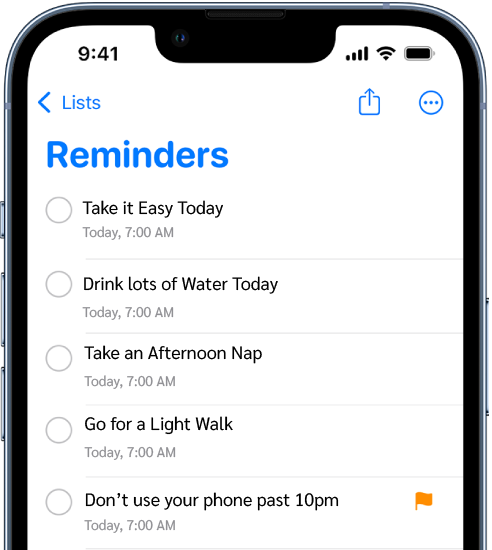 9:41
Lists
Reminders
Take it Easy Today
Today, 7:00 AM
Drink lots of Water Today
Today, 7:00 AM
Take an Afternoon Nap
Today, 7:00 AM
Go for a Light Walk
Today, 7:00 AM
Don’t use your phone past 10pm
Today, 7:00 AM